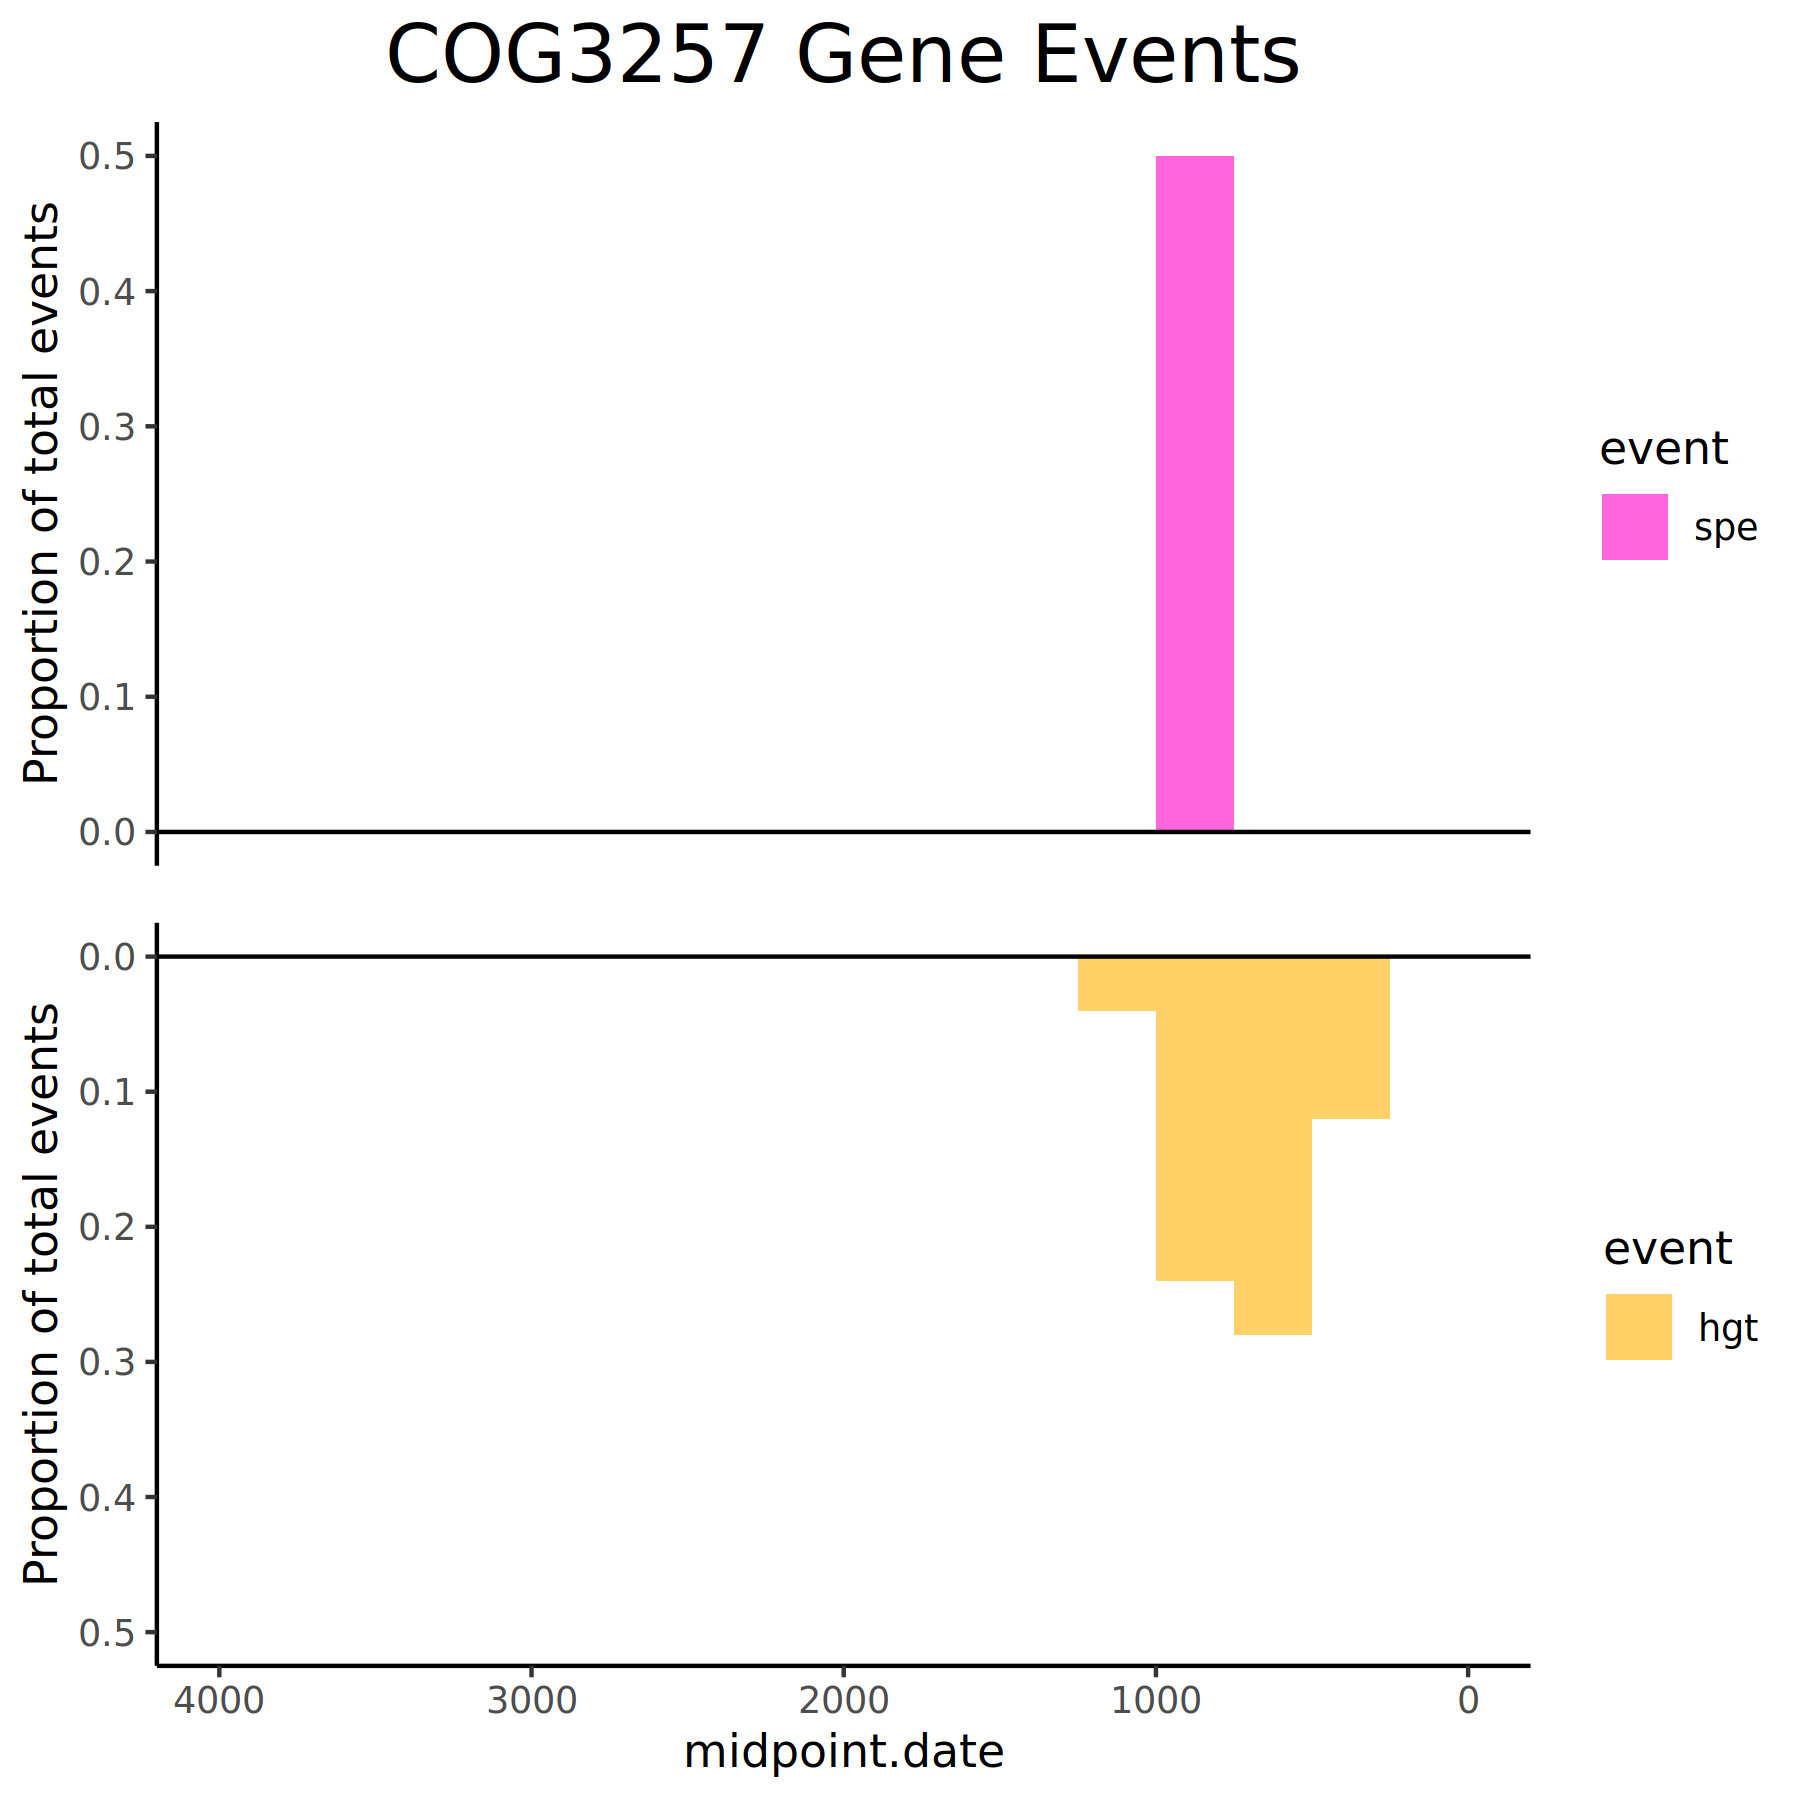 COG3257 Gene Events
Proportion of total events
0.5
0.4
0.3
0.2
0.1
0.0
event
spe
Proportion of total events
0.0
0.1
0.2
0.3
0.4
0.5
event
hgt
4000 3000 2000 1000 0
midpoint.date